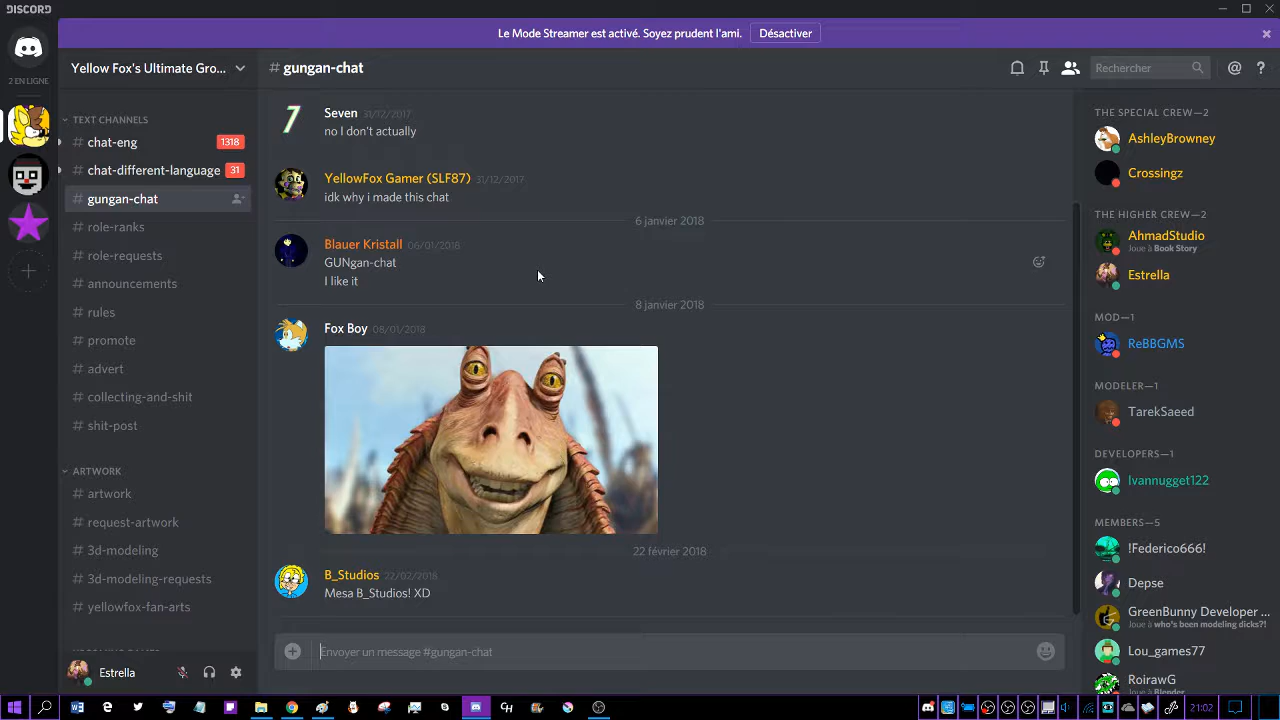 DISCORD
Le Mode Streamer est activé. Soyez prudent l'ami.
Désactiver
2 EN LIGNE
Yellow Fox's Ultimate Gro...
# gungan-chat
Rechercher
TEXT CHANNELS
# chat-eng
1318
# chat-different-language
31
# gungan-chat
# role-ranks
# role-requests
# announcements
# rules
# promote
# advert
# collecting-and-shit
# shit-post
ARTWORK
# artwork
# request-artwork
# 3d-modeling
# 3d-modeling-requests
# yellowfox-fan-arts
Estrella
7
Seven 31/12/2017
no I don't actually
YellowFox Gamer (SLF87) 31/12/2017
idk why i made this chat
6 janvier 2018
Blauer Kristall 06/01/2018
GUNgan-chat
I like it
8 janvier 2018
Fox Boy 08/01/2018
22 février 2018
B_Studios 22/02/2018
Mesa B_Studios! XD
Envoyer un message #gungan-chat
THE SPECIAL CREW—2
AshleyBrowney
Crossingz
THE HIGHER CREW—2
AhmadStudio
Joue à Book Story
Estrella
MOD—1
ReBBGMS
MODELER—1
TarekSaeed
DEVELOPERS—1
Ivannugget122
MEMBERS—5
!Federico666!
Depse
GreenBunny Developer ...
Joue à who's been modeling dicks?!
Lou_games77
RoirawG
Joue à Blender
21:02